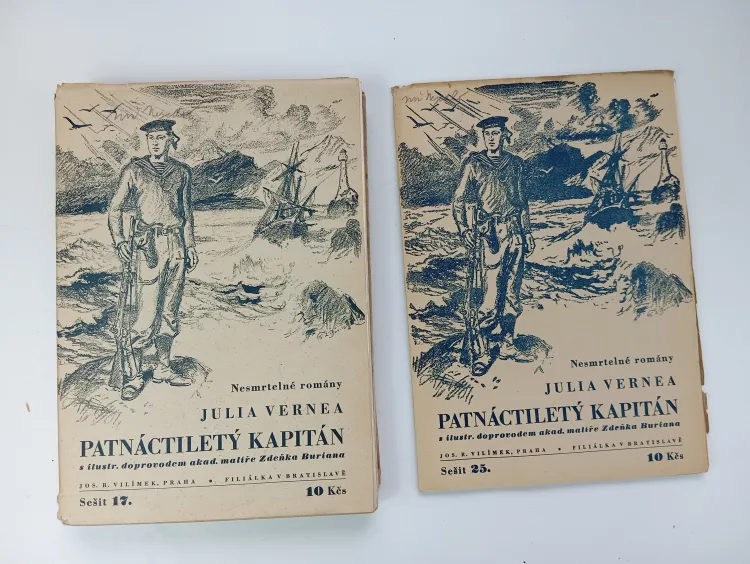 Nesmrtelné romány
JULIA VERNEA
PATNÁCTILETÝ KAPITÁN
s ilustr. doprovodem akad. malíře Zdeňka Buriana
JOS. R. VILÍMEK, PRAHA • FILIÁLKA V BRATISLAVĚ
Sešit 17. 10 Kčs
Nesmrtelné romány
JULIA VERNEA
PATNÁCTILETÝ KAPITÁN
s ilustr. doprovodem akad. malíře Zdeňka Buriana
JOS. R. VILÍMEK, PRAHA • FILIÁLKA V BRATISLAVĚ
Sešit 25. 10 Kčs